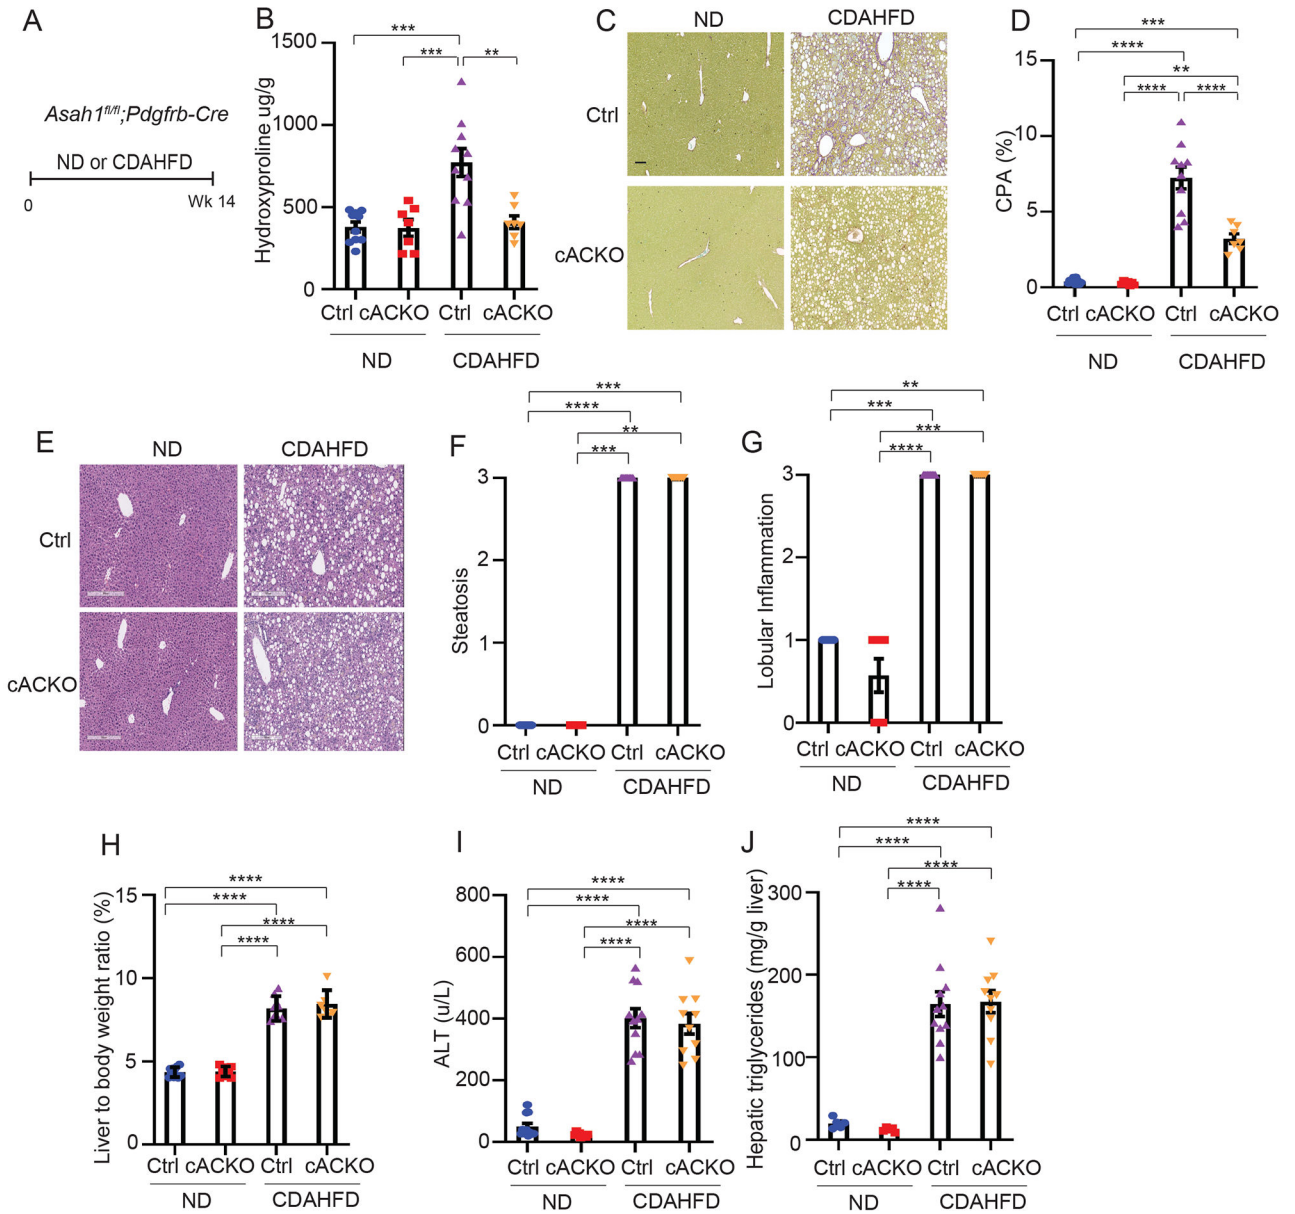 A
Asah1fl/fl;Pdgfrb-Cre
ND or CDAHFD
0
Wk 14
B
Hydroxyproline ug/g
1500
1000
500
0
***
***
**
Ctrl cACKO Ctrl cACKO
ND CDAHFD
C
ND CDAHFD
Ctrl
cACKO
D
CPA (%)
15
10
5
0
***
****
**
**** ****
Ctrl cACKO Ctrl cACKO
ND CDAHFD
E
ND CDAHFD
Ctrl
cACKO
F
Steatosis
3
2
1
0
***
****
**
***
Ctrl cACKO Ctrl cACKO
ND CDAHFD
G
Lobular Inflammation
3
2
1
0
**
***
***
****
Ctrl cACKO Ctrl cACKO
ND CDAHFD
H
Liver to body weight ratio (%)
15
10
5
0
****
****
****
****
Ctrl cACKO Ctrl cACKO
ND CDAHFD
I
ALT (u/L)
800
600
400
200
0
****
****
****
****
Ctrl cACKO Ctrl cACKO
ND CDAHFD
J
Hepatic triglycerides (mg/g liver)
300
200
100
0
****
****
****
****
Ctrl cACKO Ctrl cACKO
ND CDAHFD